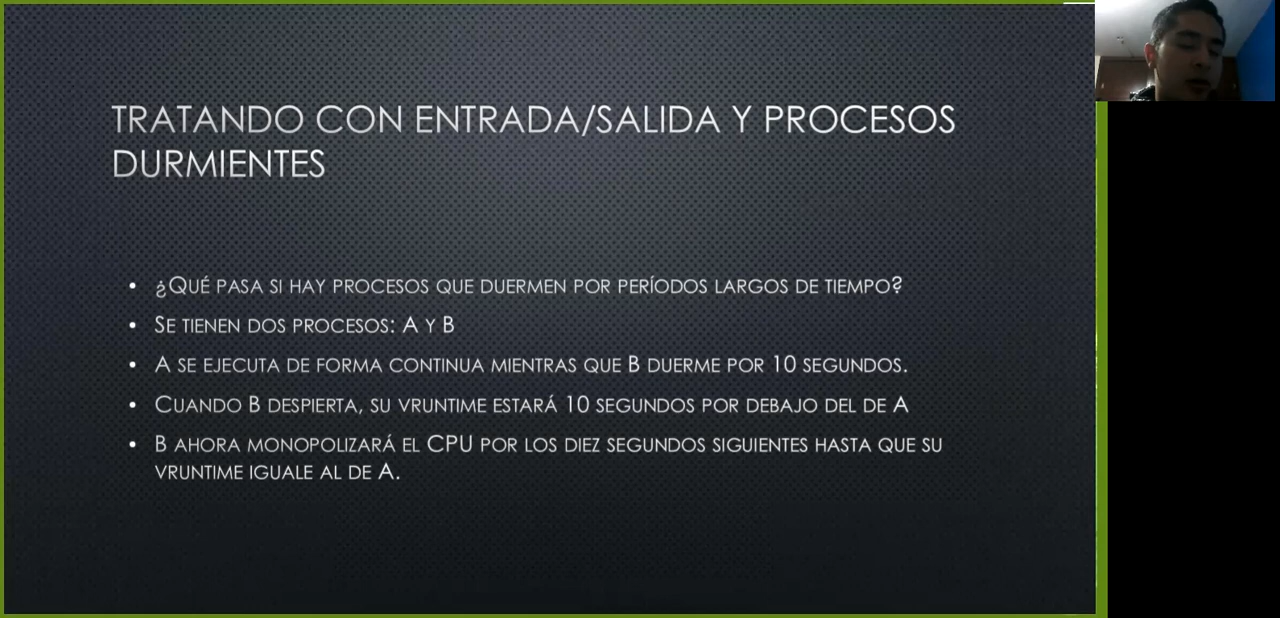 TRATANDO CON ENTRADA/SALIDA Y PROCESOS
DURMIENTES
• ¿QUÉ PASA SI HAY PROCESOS QUE DUERMEN POR PERÍODOS LARGOS DE TIEMPO?
• SE TIENEN DOS PROCESOS: A Y B
• A SE EJECUTA DE FORMA CONTINUA MIENTRAS QUE B DUERME POR 10 SEGUNDOS.
• CUANDO B DESPIERTA, SU VRUNTIME ESTARÁ 10 SEGUNDOS POR DEBAJO DEL DE A
• B AHORA MONOPOLIZARÁ EL CPU POR LOS DIEZ SEGUNDOS SIGUIENTES HASTA QUE SU
VRUNTIME IGUALE AL DE A.